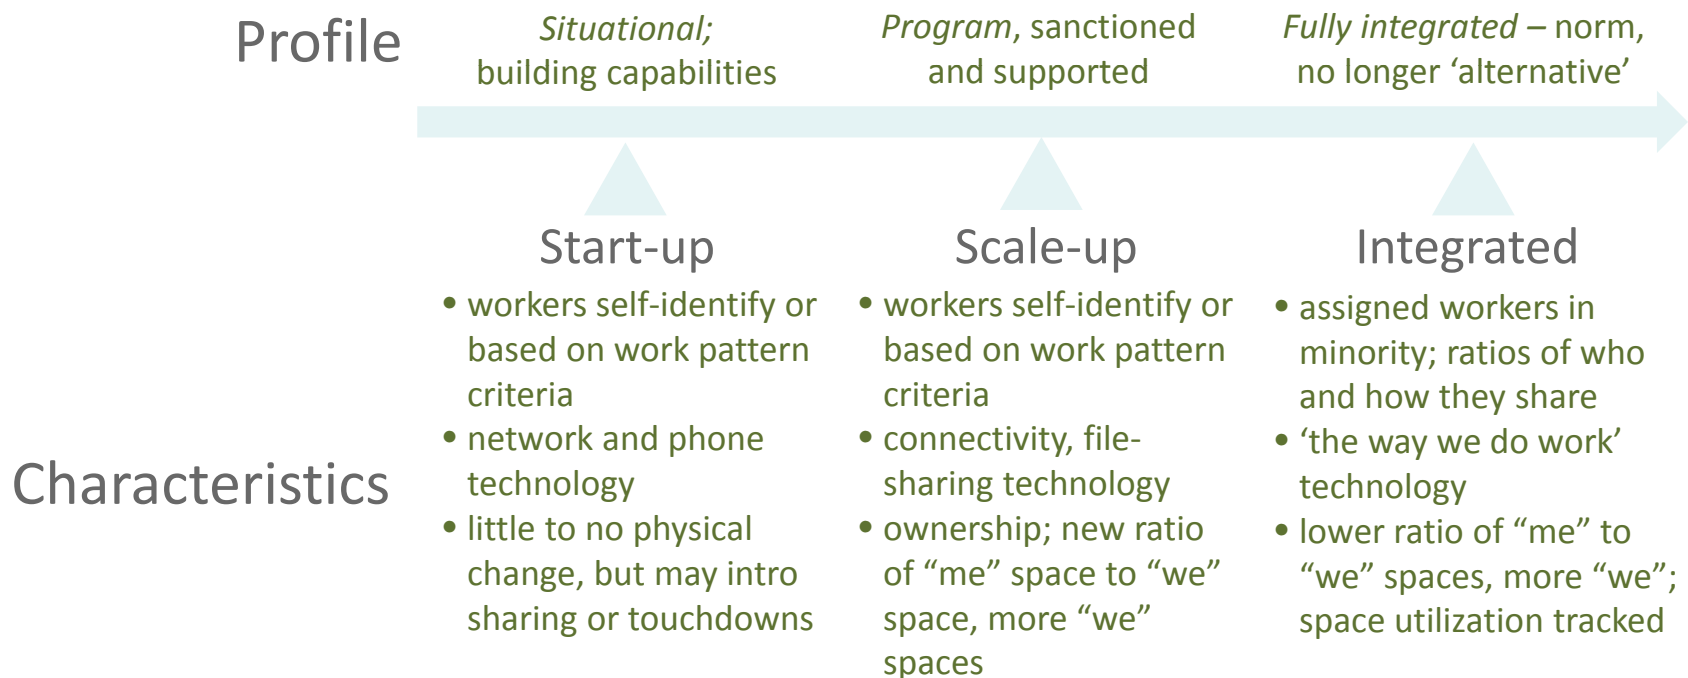 Profile
Situational;
building capabilities
Program, sanctioned
and supported
Fully integrated – norm,
no longer ‘alternative’
Start-up
Scale-up
Integrated
Characteristics
• workers self-identify or
based on work pattern
criteria
• network and phone
technology
• little to no physical
change, but may intro
sharing or touchdowns
• workers self-identify or
based on work pattern
criteria
• connectivity, file-
sharing technology
• ownership; new ratio
of “me” space to “we”
space, more “we”
spaces
• assigned workers in
minority; ratios of who
and how they share
• ‘the way we do work’
technology
• lower ratio of “me” to
“we” spaces, more “we”;
space utilization tracked